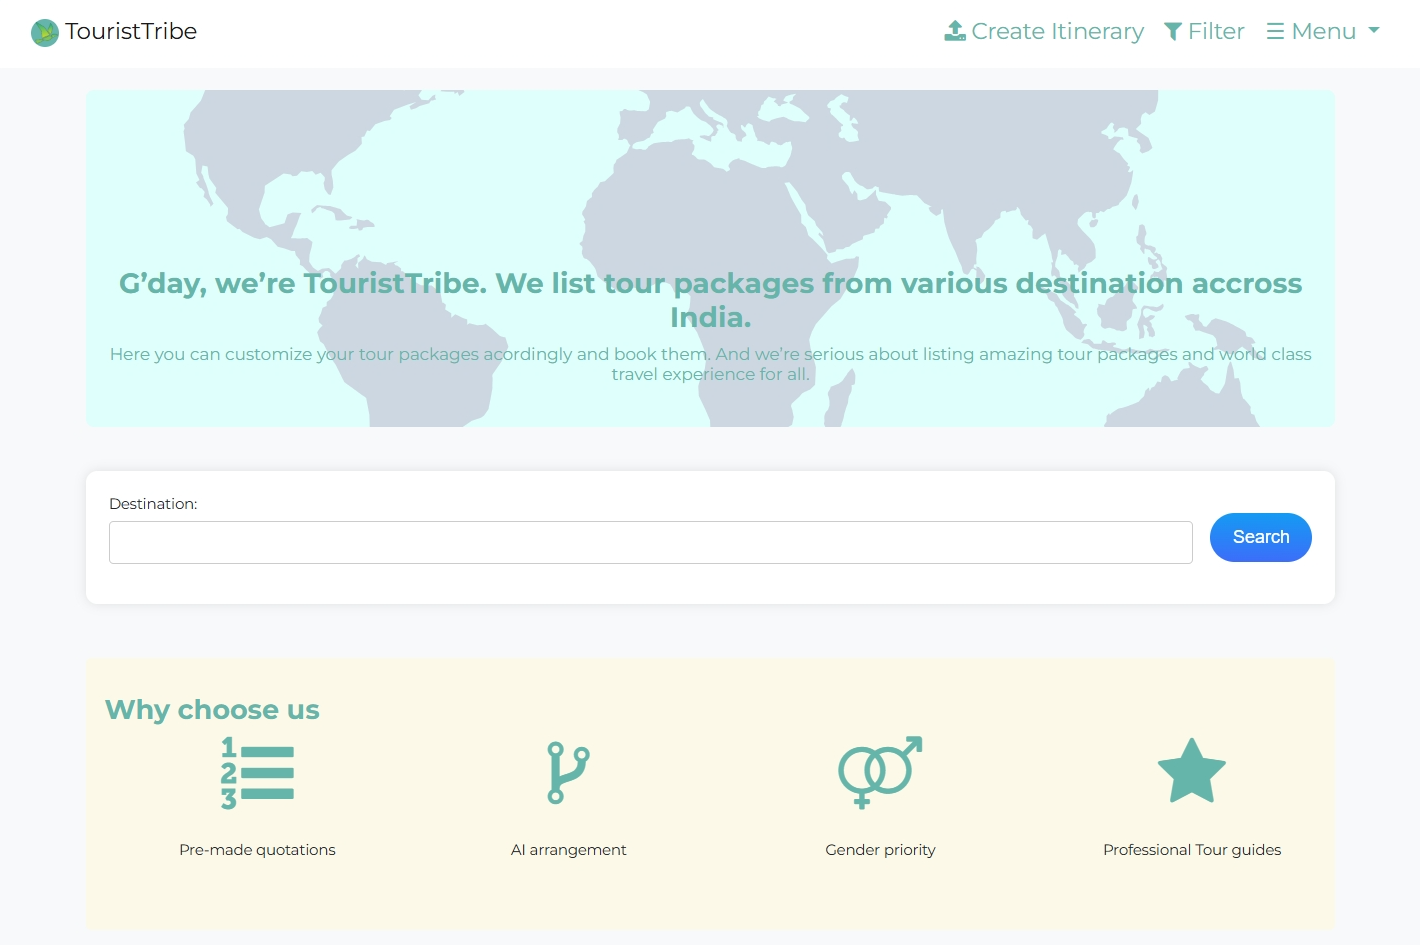 TouristTribe
Create Itinerary
Filter
Menu
G’day, we’re TouristTribe. We list tour packages from various destination accross
India.
Here you can customize your tour packages acordingly and book them. And we’re serious about listing amazing tour packages and world class
travel experience for all.
Destination:
Search
Why choose us
1
2
3
Pre-made quotations
AI arrangement
Gender priority
Professional Tour guides